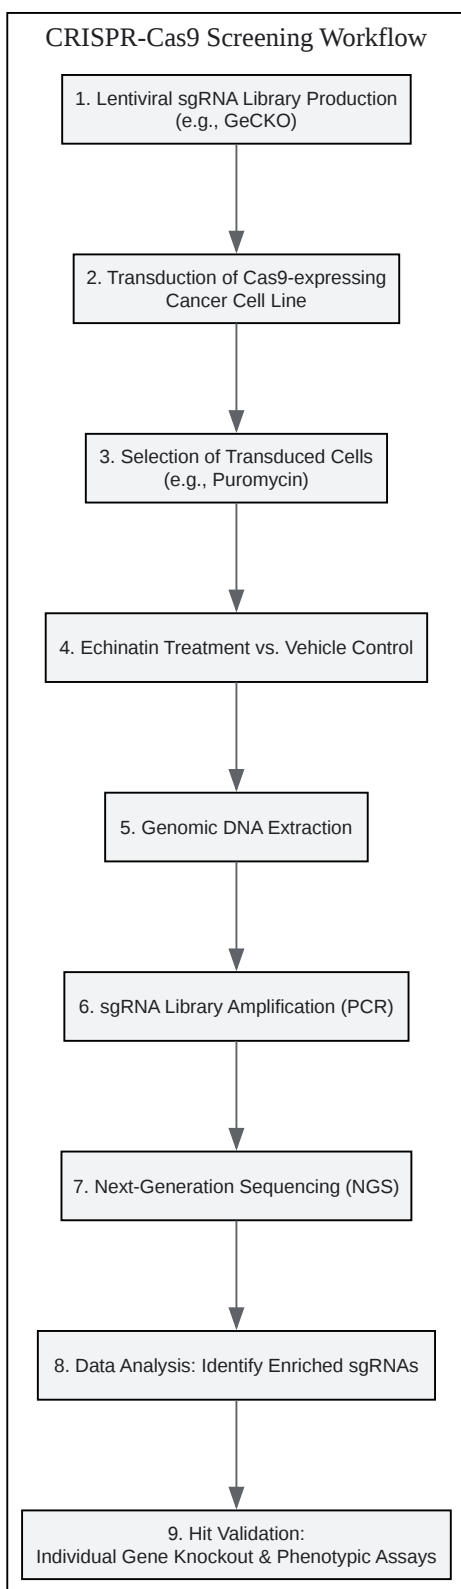 CRISPR-Cas9 Screening Workflow
1. Lentiviral sgRNA Library Production
(e.g., GeCKO)
2. Transduction of Cas9-expressing
Cancer Cell Line
3. Selection of Transduced Cells
(e.g., Puromycin)
4. Echinatin Treatment vs. Vehicle Control
5. Genomic DNA Extraction
6. sgRNA Library Amplification (PCR)
7. Next-Generation Sequencing (NGS)
8. Data Analysis: Identify Enriched sgRNAs
9. Hit Validation:
Individual Gene Knockout & Phenotypic Assays